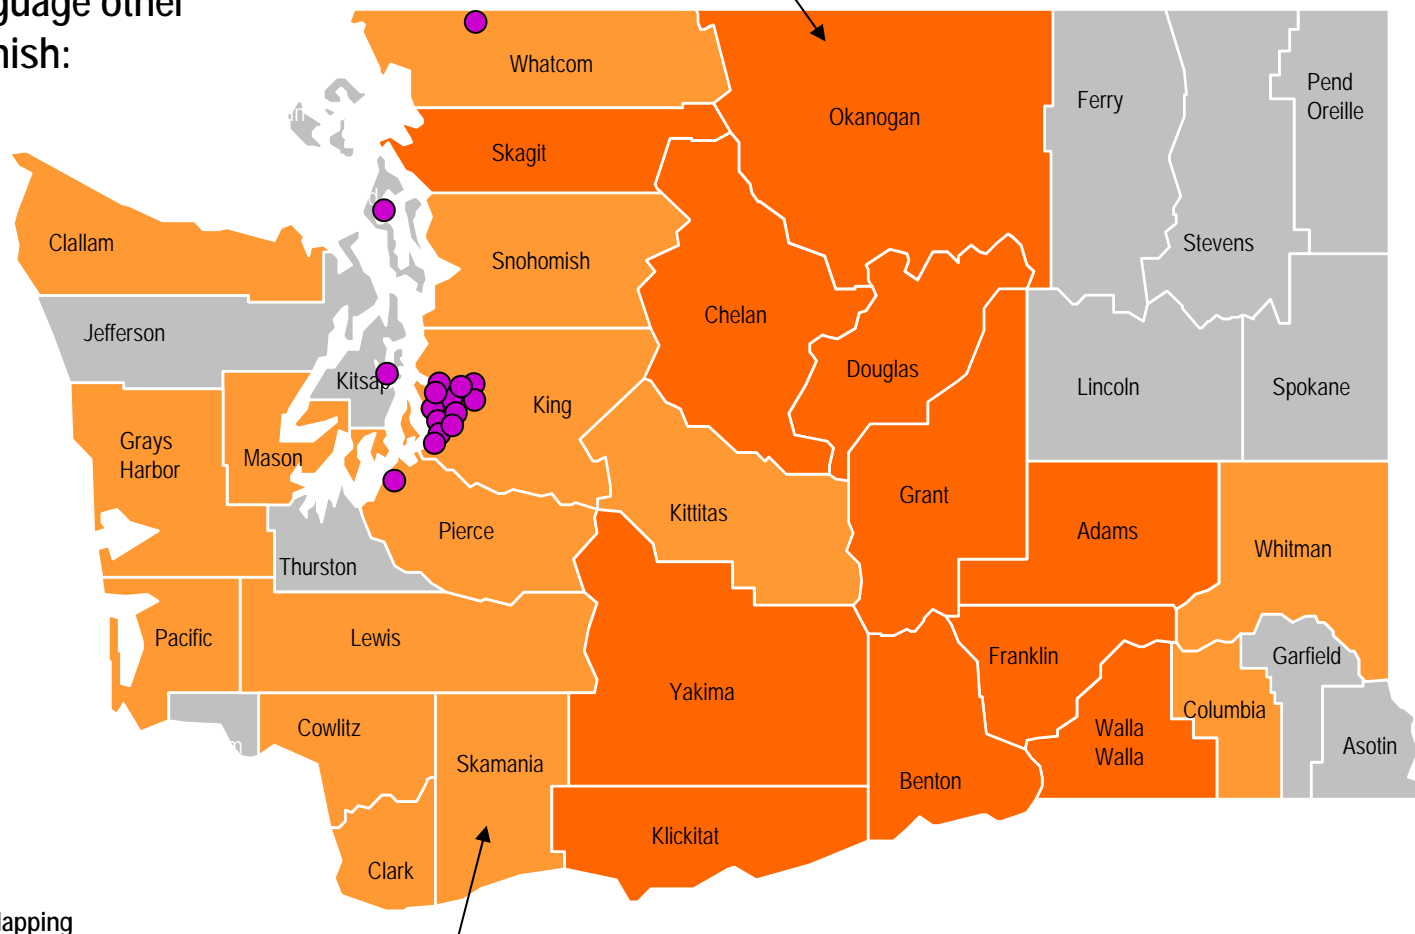 nish:
Whatcom
Okanogan
Ferry
Pend
Oreille
Skagit
Clallam
Snohomish
Stevens
Chelan
Jefferson
Douglas
Kitsap
Lincoln
Spokane
King
Grays
Harbor
Mason
Grant
Kittitas
Adams
Pierce
Whitman
Thurston
Pacific
Lewis
Franklin
Garfield
Yakima
Columbia
Cowlitz
Walla
Walla
Asotin
Skamania
Benton
Klickitat
Clark
lapping